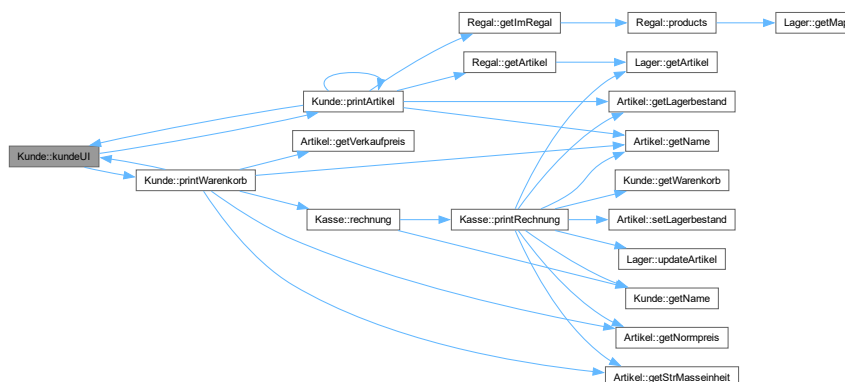 Regal::getImRegal
Regal::products
Lager::getMap
Regal::getArtikel
Lager::getArtikel
Kunde::printArtikel
Artikel::getLagerbestand
Artikel::getVerkaufpreis
Artikel::getName
Kunde::kundeUI
Kunde::printWarenkorb
Kunde::getWarenkorb
Kasse::rechnung
Kasse::printRechnung
Artikel::setLagerbestand
Lager::updateArtikel
Kunde::getName
Artikel::getNormpreis
Artikel::getStrMasseinheit